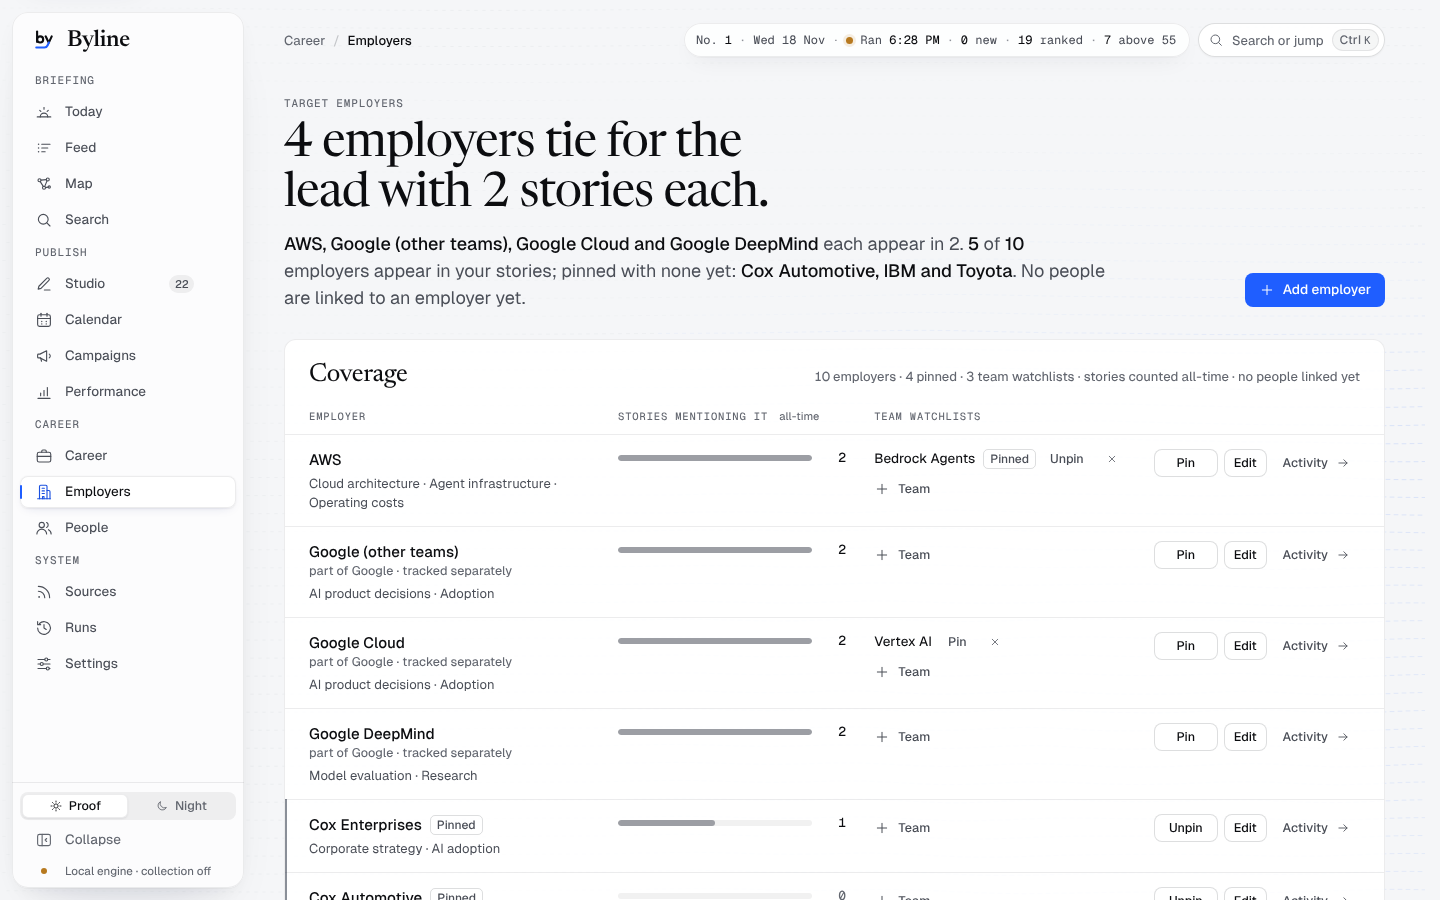 by Byline
BRIEFING
Today
Feed
Map
Search
PUBLISH
Studio 22
Calendar
Campaigns
Performance
CAREER
Career
Employers
People
SYSTEM
Sources
Runs
Settings
Proof Night
Collapse
Local engine · collection off
Career / Employers
No. 1 · Wed 18 Nov · Ran 6:28 PM · 0 new · 19 ranked · 7 above 55
Search or jump Ctrl K
TARGET EMPLOYERS
4 employers tie for the
lead with 2 stories each.
AWS, Google (other teams), Google Cloud and Google DeepMind each appear in 2. 5 of 10
employers appear in your stories; pinned with none yet: Cox Automotive, IBM and Toyota. No people
are linked to an employer yet.
+ Add employer
Coverage
10 employers · 4 pinned · 3 team watchlists · stories counted all-time · no people linked yet
EMPLOYER STORIES MENTIONING IT all-time TEAM WATCHLISTS
AWS 2 Bedrock Agents Pinned Unpin × Pin Edit Activity →
Cloud architecture · Agent infrastructure · + Team
Operating costs
Google (other teams) 2 + Team Pin Edit Activity →
part of Google · tracked separately
AI product decisions · Adoption
Google Cloud 2 Vertex AI Pin × Pin Edit Activity →
part of Google · tracked separately + Team
AI product decisions · Adoption
Google DeepMind 2 + Team Pin Edit Activity →
part of Google · tracked separately
Model evaluation · Research
Cox Enterprises Pinned 1 + Team Unpin Edit Activity →
Corporate strategy · AI adoption
Cox Automotive Pinned 0 + Team Unpin Edit Activity →